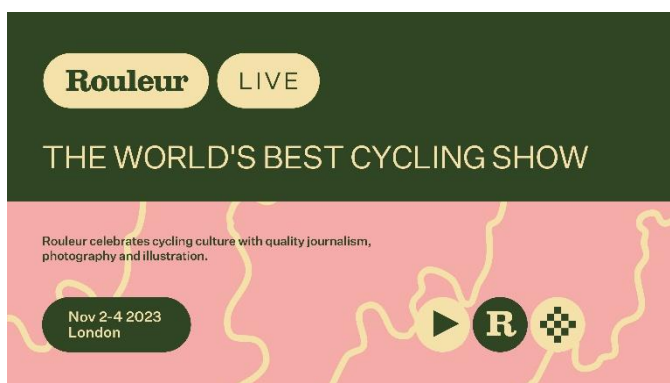 Rouleur LIVE
THE WORLD'S BEST CYCLING SHOW
Rouleur celebrates cycling culture with quality journalism,
photography and illustration.
Nov 2-4 2023
London
R